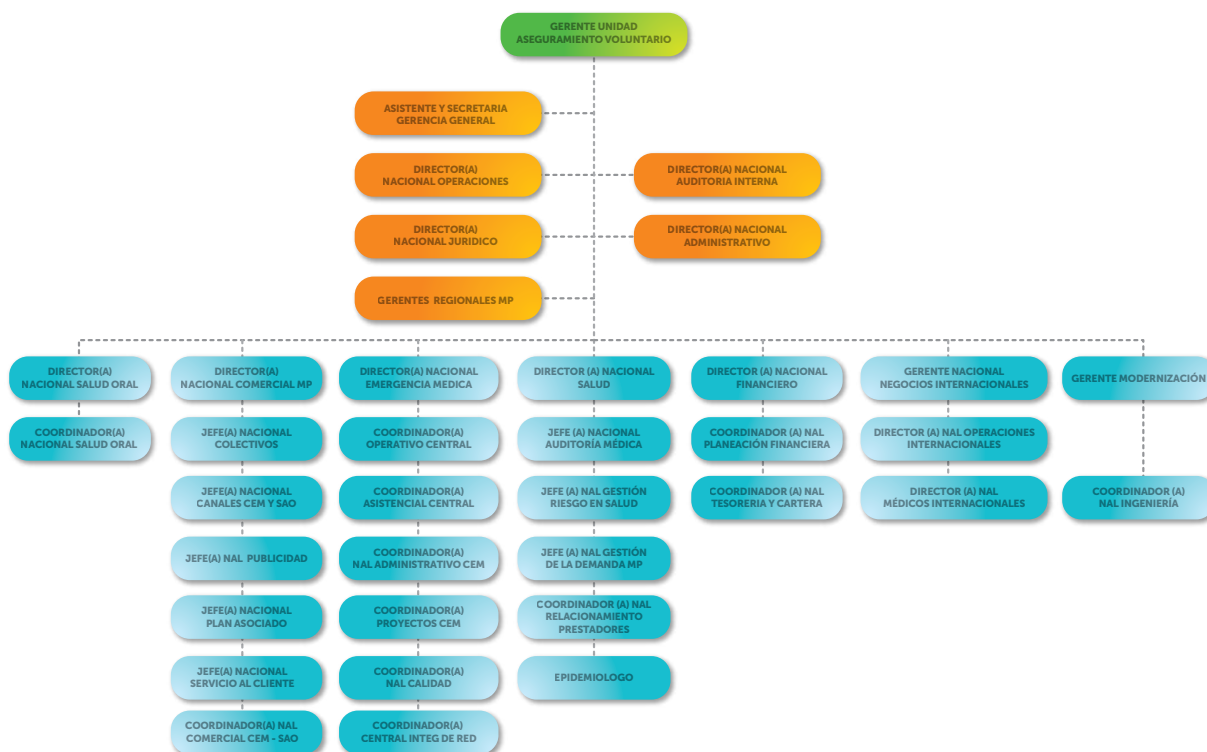 GERENTE UNIDAD
ASEGURAMIENTO VOLUNTARIO
ASISTENTE Y SECRETARIA
GERENCIA GENERAL
DIRECTOR(A)
NACIONAL OPERACIONES
DIRECTOR(A) NACIONAL
AUDITORIA INTERNA
DIRECTOR(A)
NACIONAL JURIDICO
DIRECTOR(A) NACIONAL
ADMINISTRATIVO
GERENTES REGIONALES MP
DIRECTOR(A)
NACIONAL SALUD ORAL
DIRECTOR(A)
NACIONAL COMERCIAL MP
DIRECTOR(A) NACIONAL
EMERGENCIA MEDICA
DIRECTOR (A) NACIONAL
SALUD
DIRECTOR (A) NACIONAL
FINANCIERO
GERENTE NACIONAL
NEGOCIOS INTERNACIONALES
GERENTE MODERNIZACIÓN
COORDINADOR(A)
NACIONAL SALUD ORAL
JEFE(A) NACIONAL
COLECTIVOS
COORDINADOR(A)
OPERATIVO CENTRAL
JEFE (A) NACIONAL
AUDITORÍA MÉDICA
COORDINADOR (A) NAL
PLANEACIÓN FINANCIERA
DIRECTOR (A) NAL OPERACIONES
INTERNACIONALES
JEFE(A) NACIONAL
CANALES CEM Y SAO
COORDINADOR(A)
ASISTENCIAL CENTRAL
JEFE (A) NAL GESTIÓN
RIESGO EN SALUD
COORDINADOR (A) NAL
TESORERIA Y CARTERA
DIRECTOR (A) NAL
MÉDICOS INTERNACIONALES
COORDINADOR (A)
NAL INGENIERÍA
JEFE(A) NAL PUBLICIDAD
COORDINADOR(A)
NAL ADMINISTRATIVO CEM
JEFE (A) NAL GESTIÓN
DE LA DEMANDA MP
JEFE(A) NACIONAL
PLAN ASOCIADO
COORDINADOR(A)
PROYECTOS CEM
COORDINADOR (A) NAL
RELACIONAMIENTO
PRESTADORES
JEFE(A) NACIONAL
SERVICIO AL CLIENTE
COORDINADOR(A)
NAL CALIDAD
EPIDEMIOLOGO
COORDINADOR(A) NAL
COMERCIAL CEM - SAO
COORDINADOR(A)
CENTRAL INTEG DE RED